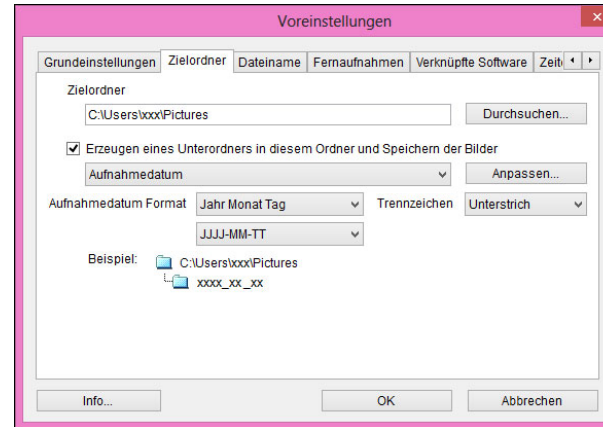 Voreinstellungen
Grundeinstellungen Zielordner Dateiname Fernaufnahmen Verknüpfte Software
Zielordner
C:\Users\xxx\Pictures Durchsuchen...
Erzeugen eines Unterordners in diesem Ordner und Speichern der Bilder
Aufnahmedatum Anpassen...
Aufnahmedatum Format Jahr Monat Tag Trennzeichen Unterstrich
JJJJ-MM-TT
Beispiel: C:\Users\xxx\Pictures
xxxx_xx_xx
Info... OK Abbrechen